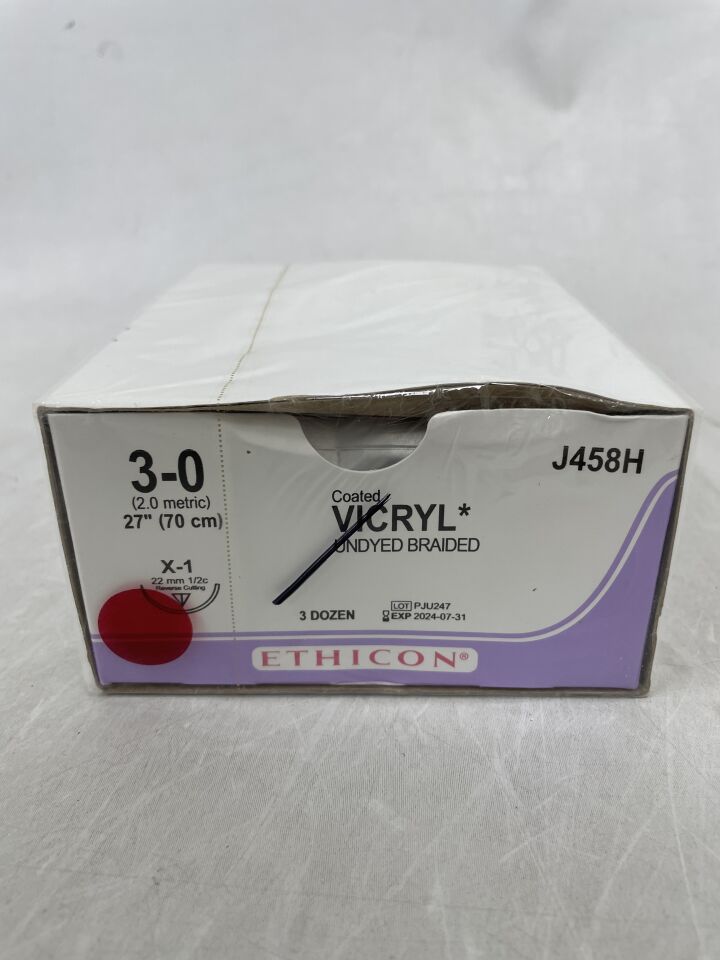 3-0
(2.0 metric)
27" (70 cm)
X-1
22 mm 1/2c
Reverse Cutting
Coated
VICRYL*
UNDYED BRAIDED
J458H
3 DOZEN
LOT PJU247
EXP 2024-07-31
ETHICON®